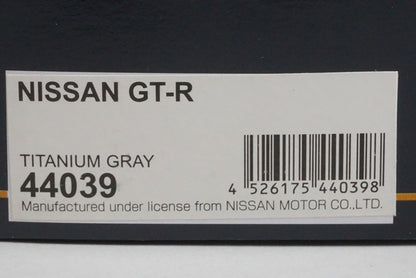 NISSAN GT-R
TITANIUM GRAY
44039
4 526175 440398
Manufactured under license from NISSAN MOTOR CO.,LTD.